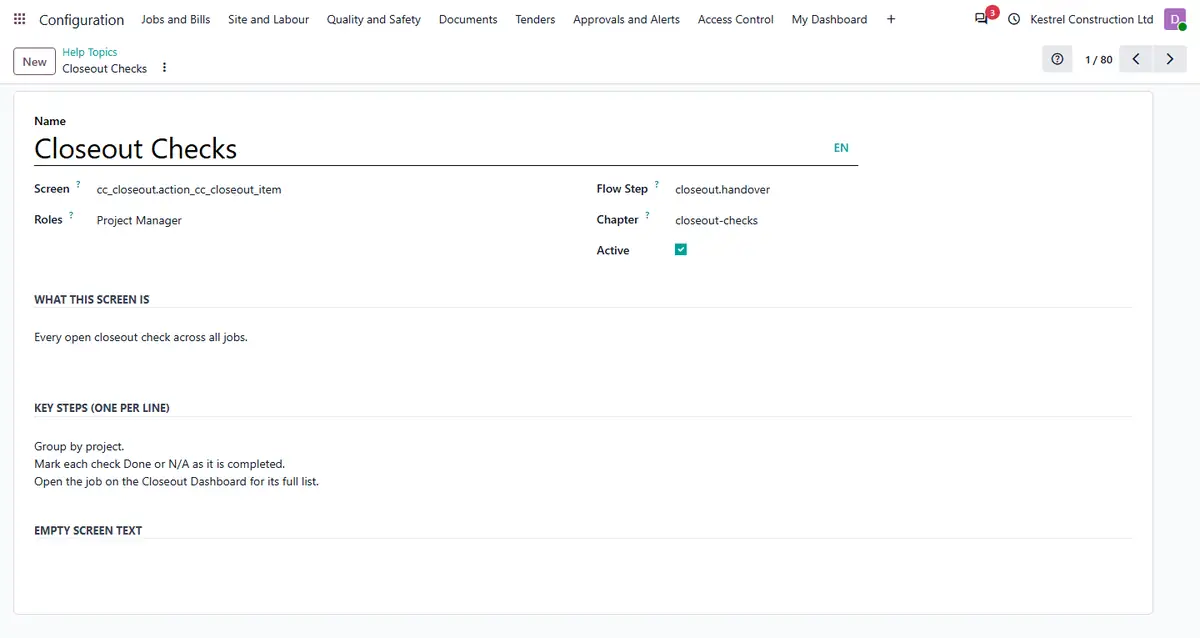 Configuration Jobs and Bills Site and Labour Quality and Safety Documents Tenders Approvals and Alerts Access Control My Dashboard + 3 Kestrel Construction Ltd D
New Help Topics
Closeout Checks
1 / 80
Name
Closeout Checks EN
Screen ? cc_closeout.action_cc_closeout_item Flow Step ? closeout.handover
Roles ? Project Manager Chapter ? closeout-checks
Active
WHAT THIS SCREEN IS
Every open closeout check across all jobs.
KEY STEPS (ONE PER LINE)
Group by project.
Mark each check Done or N/A as it is completed.
Open the job on the Closeout Dashboard for its full list.
EMPTY SCREEN TEXT